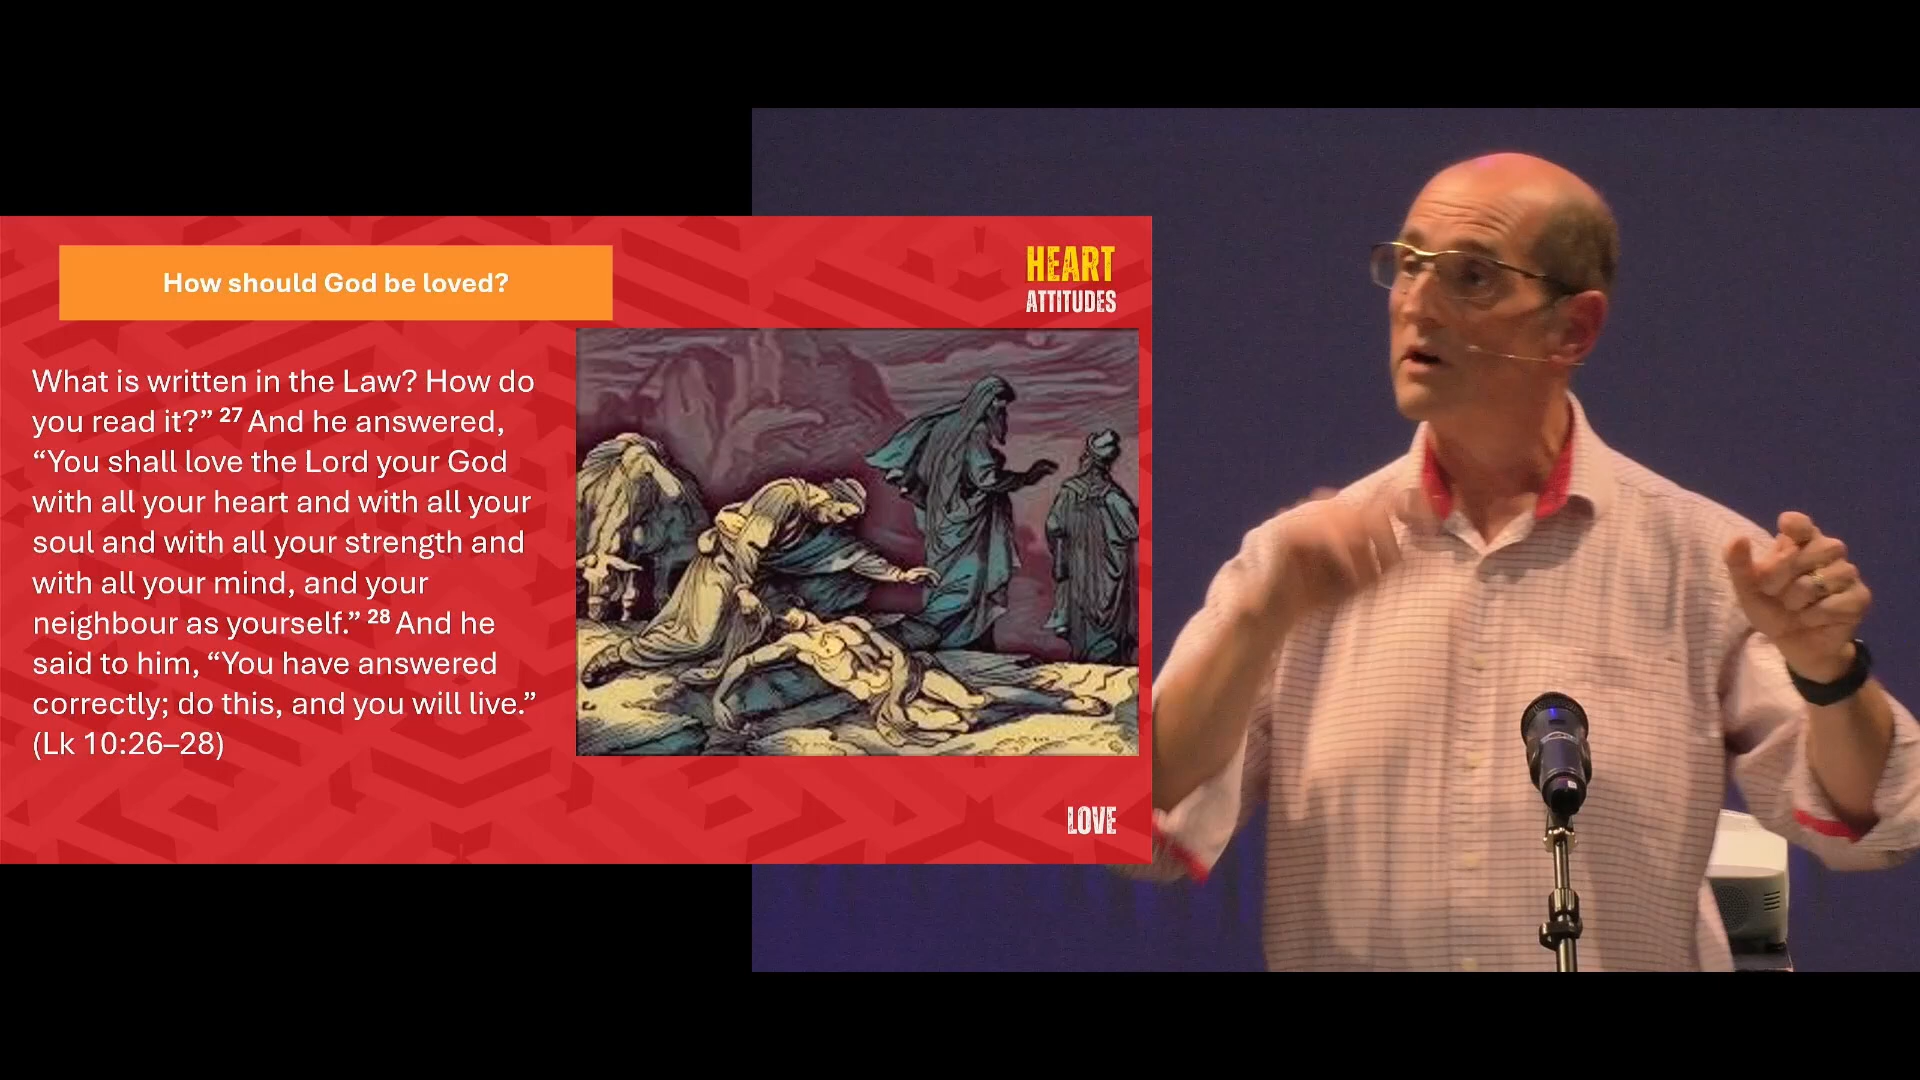 How should God be loved?
HEART
ATTITUDES
What is written in the Law? How do
you read it?” 27 And he answered,
“You shall love the Lord your God
with all your heart and with all your
soul and with all your strength and
with all your mind, and your
neighbour as yourself.” 28 And he
said to him, “You have answered
correctly; do this, and you will live.”
(Lk 10:26–28)
LOVE